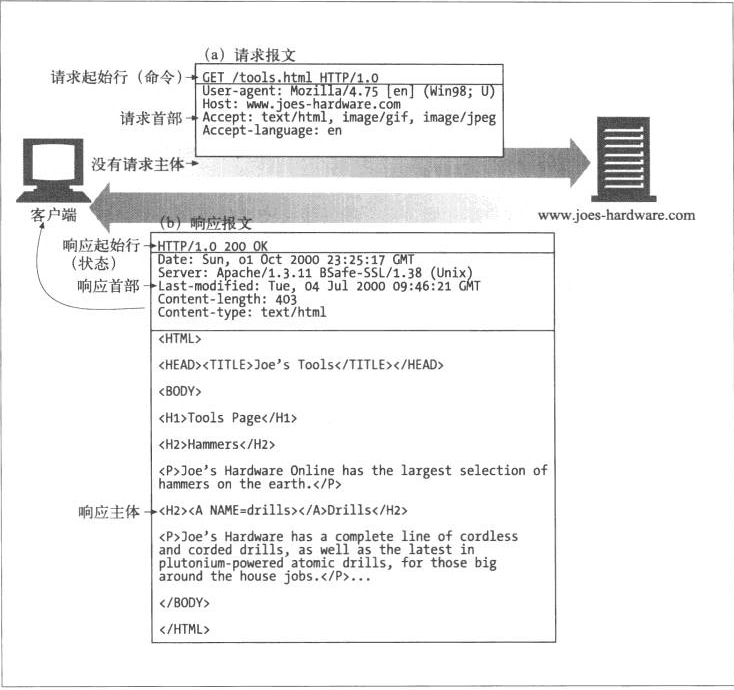 (a) 请求报文
请求起始行(命令)
GET /tools.html HTTP/1.0
User-agent: Mozilla/4.75 [en] (Win98; U)
Host: www.joes-hardware.com
请求首部
Accept: text/html, image/gif, image/jpeg
Accept-language: en
没有请求主体
客户端
www.joes-hardware.com
(b) 响应报文
响应起始行
(状态)
HTTP/1.0 200 OK
Date: Sun, 01 Oct 2000 23:25:17 GMT
Server: Apache/1.3.11 BSafe-SSL/1.38 (Unix)
响应首部
Last-modified: Tue, 04 Jul 2000 09:46:21 GMT
Content-length: 403
Content-type: text/html
<HTML>
<HEAD><TITLE>Joe's Tools</TITLE></HEAD>
<BODY>
<H1>Tools Page</H1>
<H2>Hammers</H2>
<P>Joe's Hardware Online has the largest selection of
hammers on the earth.</P>
响应主体
<H2><A NAME=drills></A>Drills</H2>
<P>Joe's Hardware has a complete line of cordless
and corded drills, as well as the latest in
plutonium-powered atomic drills, for those big
around the house jobs.</P>...
</BODY>
</HTML>